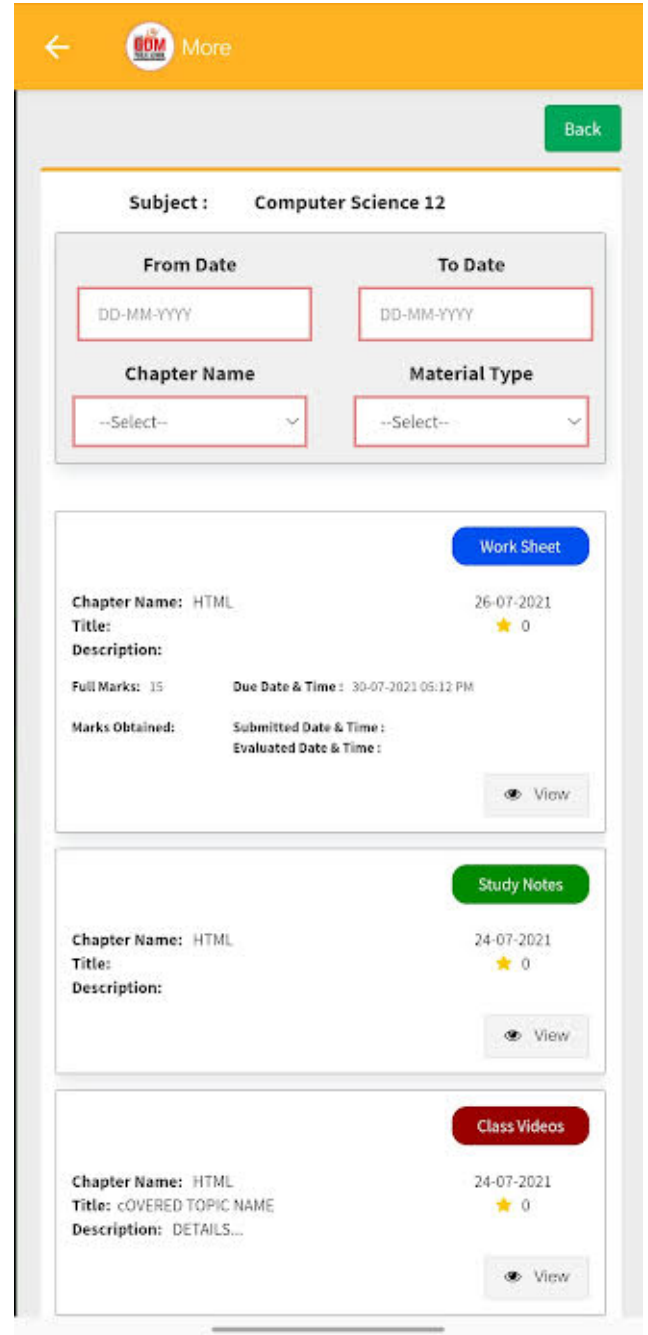 GDM
More
Back
Subject : Computer Science 12
From Date To Date
DD-MM-YYYY DD-MM-YYYY
Chapter Name Material Type
--Select-- --Select--
Work Sheet
Chapter Name: HTML 26-07-2021
Title: 0
Description:
Full Marks: 15 Due Date & Time : 30-07-2021 05:12 PM
Marks Obtained: Submitted Date & Time :
Evaluated Date & Time :
View
Study Notes
Chapter Name: HTML 24-07-2021
Title: 0
Description:
View
Class Videos
Chapter Name: HTML 24-07-2021
Title: cOVERED TOPIC NAME 0
Description: DETAILS...
View